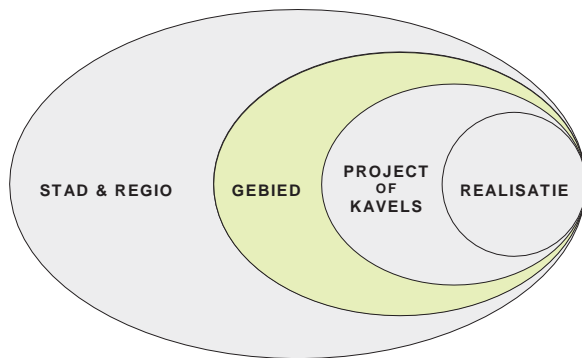 STAD & REGIO
GEBIED
PROJECT
OF
KAVELS
REALISATIE